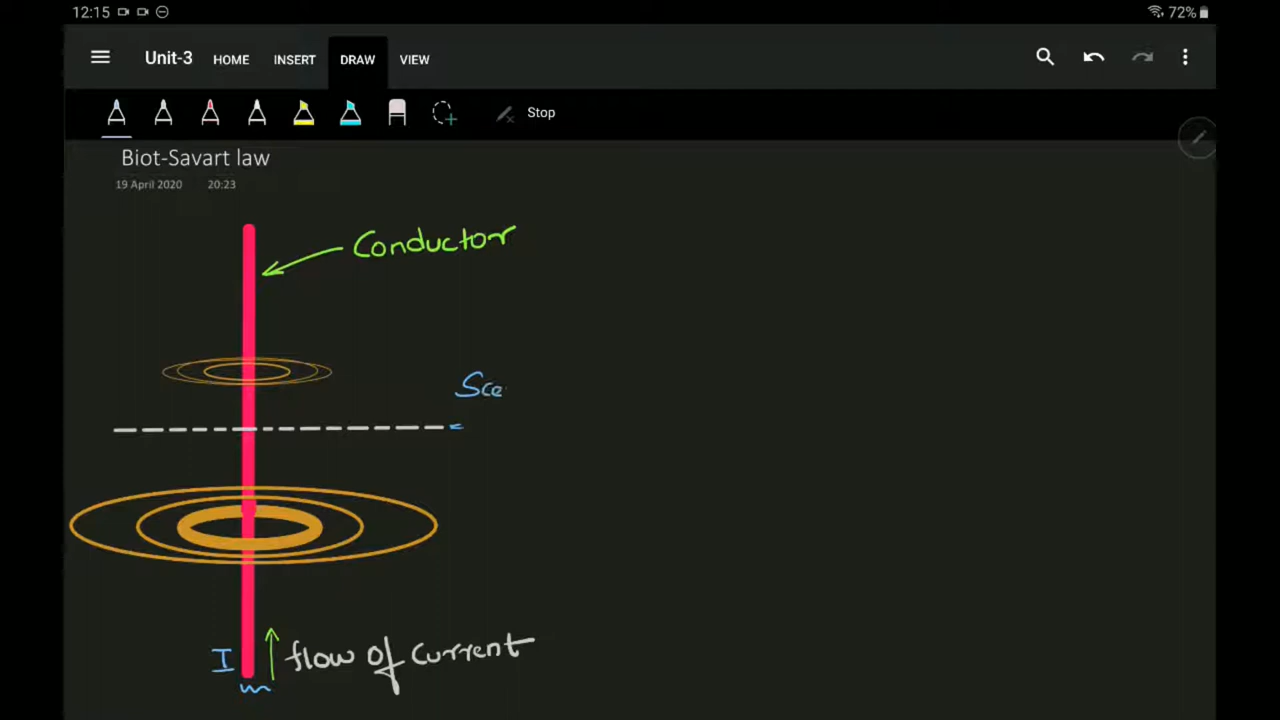 12:15 72%
Unit-3 HOME INSERT DRAW VIEW
Stop
Biot-Savart law
19 April 2020 20:23
Conductor
Sce
I flow of current